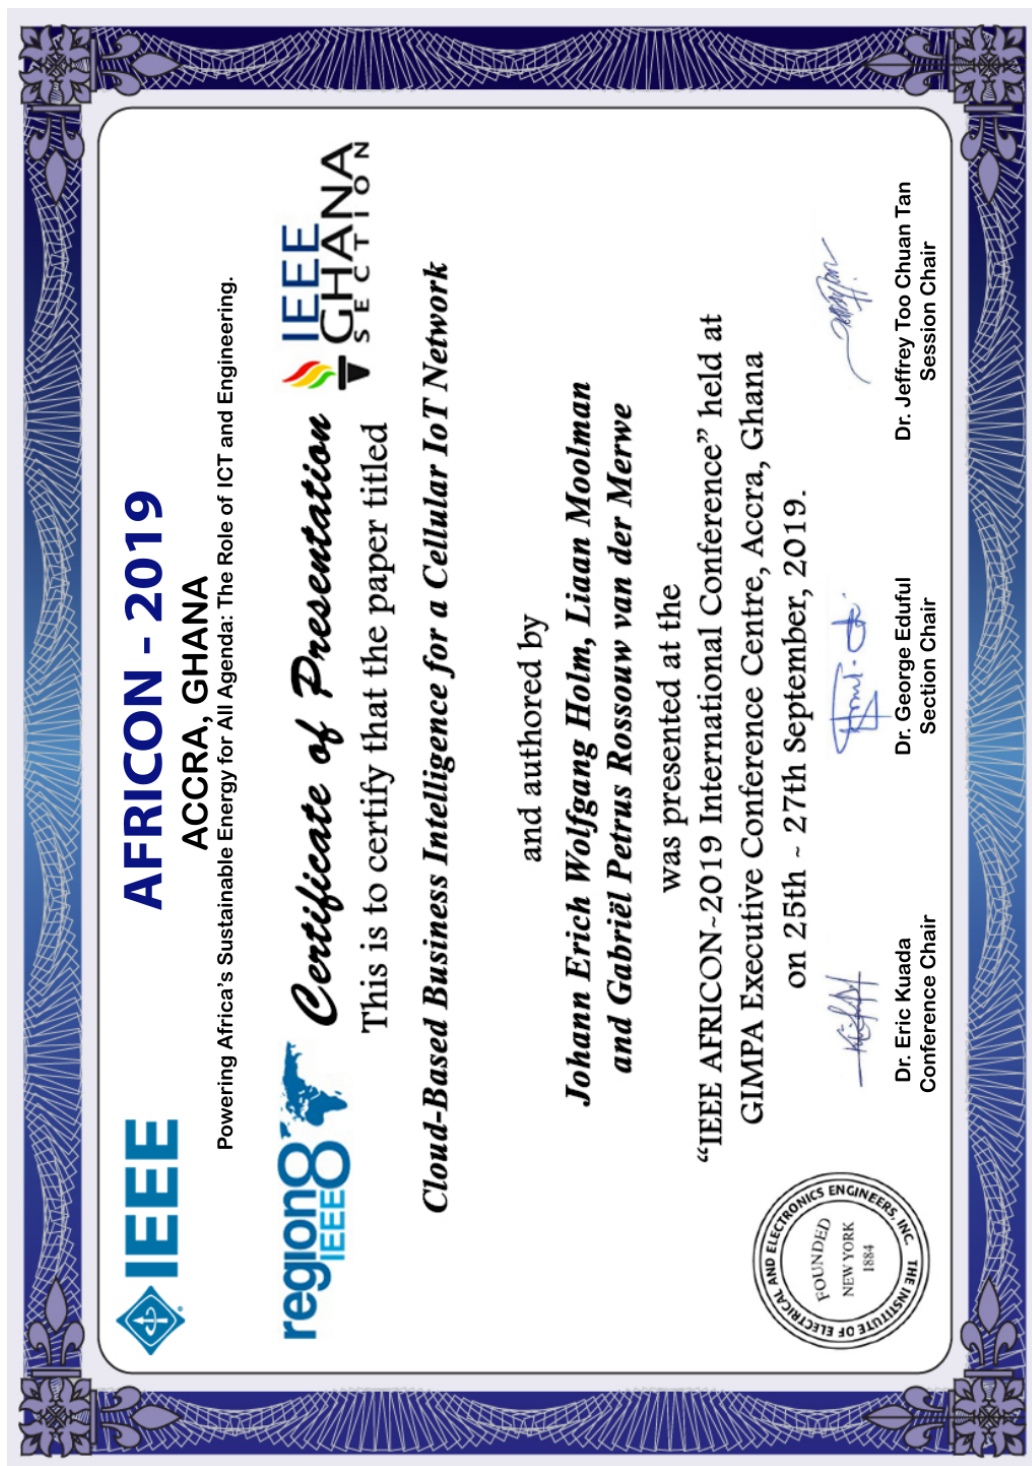 IEEE
AFRICON - 2019
ACCRA, GHANA
Powering Africa's Sustainable Energy for All Agenda: The Role of ICT and Engineering.
region8
IEEE
Certificate of Presentation
IEEE
GHANA
SECTION
This is to certify that the paper titled
Cloud-Based Business Intelligence for a Cellular IoT Network
and authored by
Johann Erich Wolfgang Holm, Liaan Moolman
and Gabriël Petrus Rossouw van der Merwe
was presented at the
“IEEE AFRICON~2019 International Conference” held at
GIMPA Executive Conference Centre, Accra, Ghana
on 25th ~ 27th September, 2019.
THE INSTITUTE OF ELECTRICAL AND ELECTRONICS ENGINEERS, INC.
FOUNDED
NEW YORK
1884
Dr. Eric Kuada
Conference Chair
Dr. George Eduful
Section Chair
Dr. Jeffrey Too Chuan Tan
Session Chair